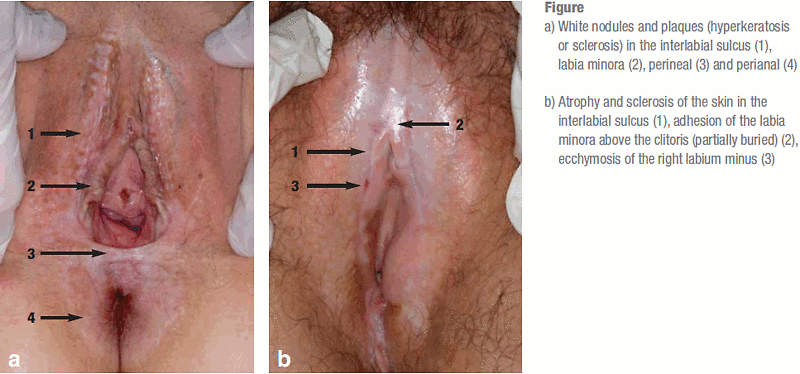 Figure
a) White nodules and plaques (hyperkeratosis
or sclerosis) in the interlabial sulcus (1),
labia minora (2), perineal (3) and perianal (4)
b) Atrophy and sclerosis of the skin in the
interlabial sulcus (1), adhesion of the labia
minora above the clitoris (partially buried) (2),
ecchymosis of the right labium minus (3)
1
2
3
4
a
2
1
3
b